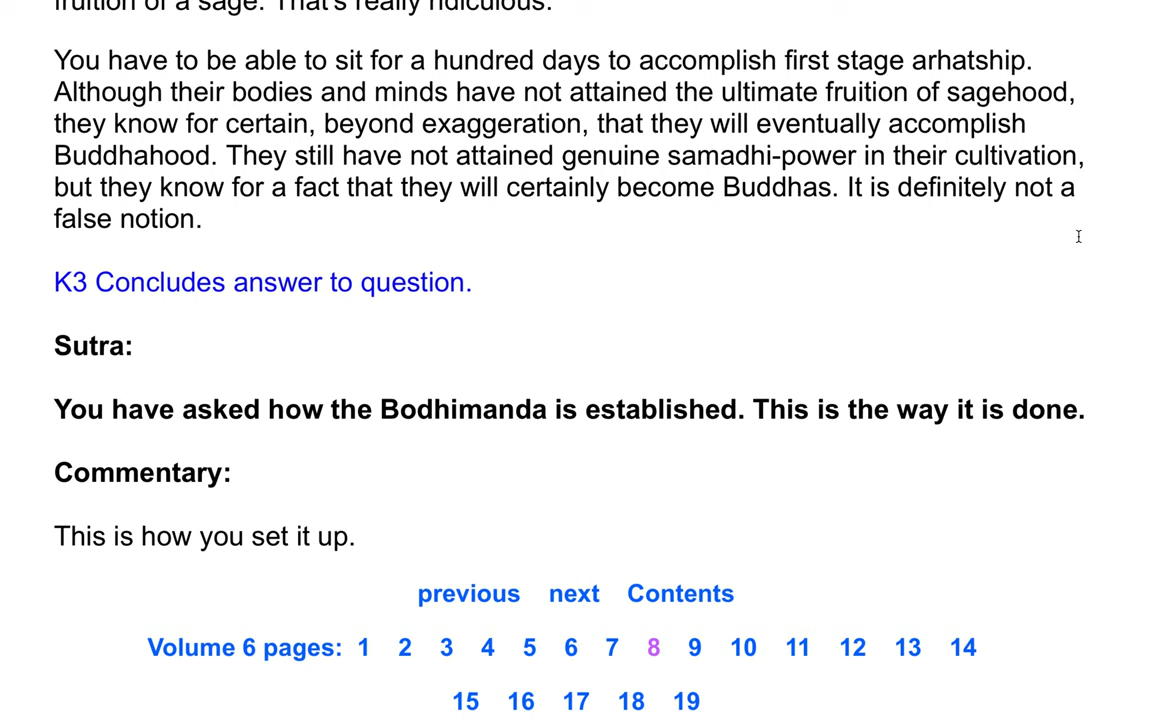 fruition of a sage. That's really ridiculous.
You have to be able to sit for a hundred days to accomplish first stage arhatship.
Although their bodies and minds have not attained the ultimate fruition of sagehood,
they know for certain, beyond exaggeration, that they will eventually accomplish
Buddhahood. They still have not attained genuine samadhi-power in their cultivation,
but they know for a fact that they will certainly become Buddhas. It is definitely not a
false notion.
K3 Concludes answer to question.
Sutra:
You have asked how the Bodhimanda is established. This is the way it is done.
Commentary:
This is how you set it up.
previous next Contents
Volume 6 pages: 1 2 3 4 5 6 7 8 9 10 11 12 13 14
15 16 17 18 19